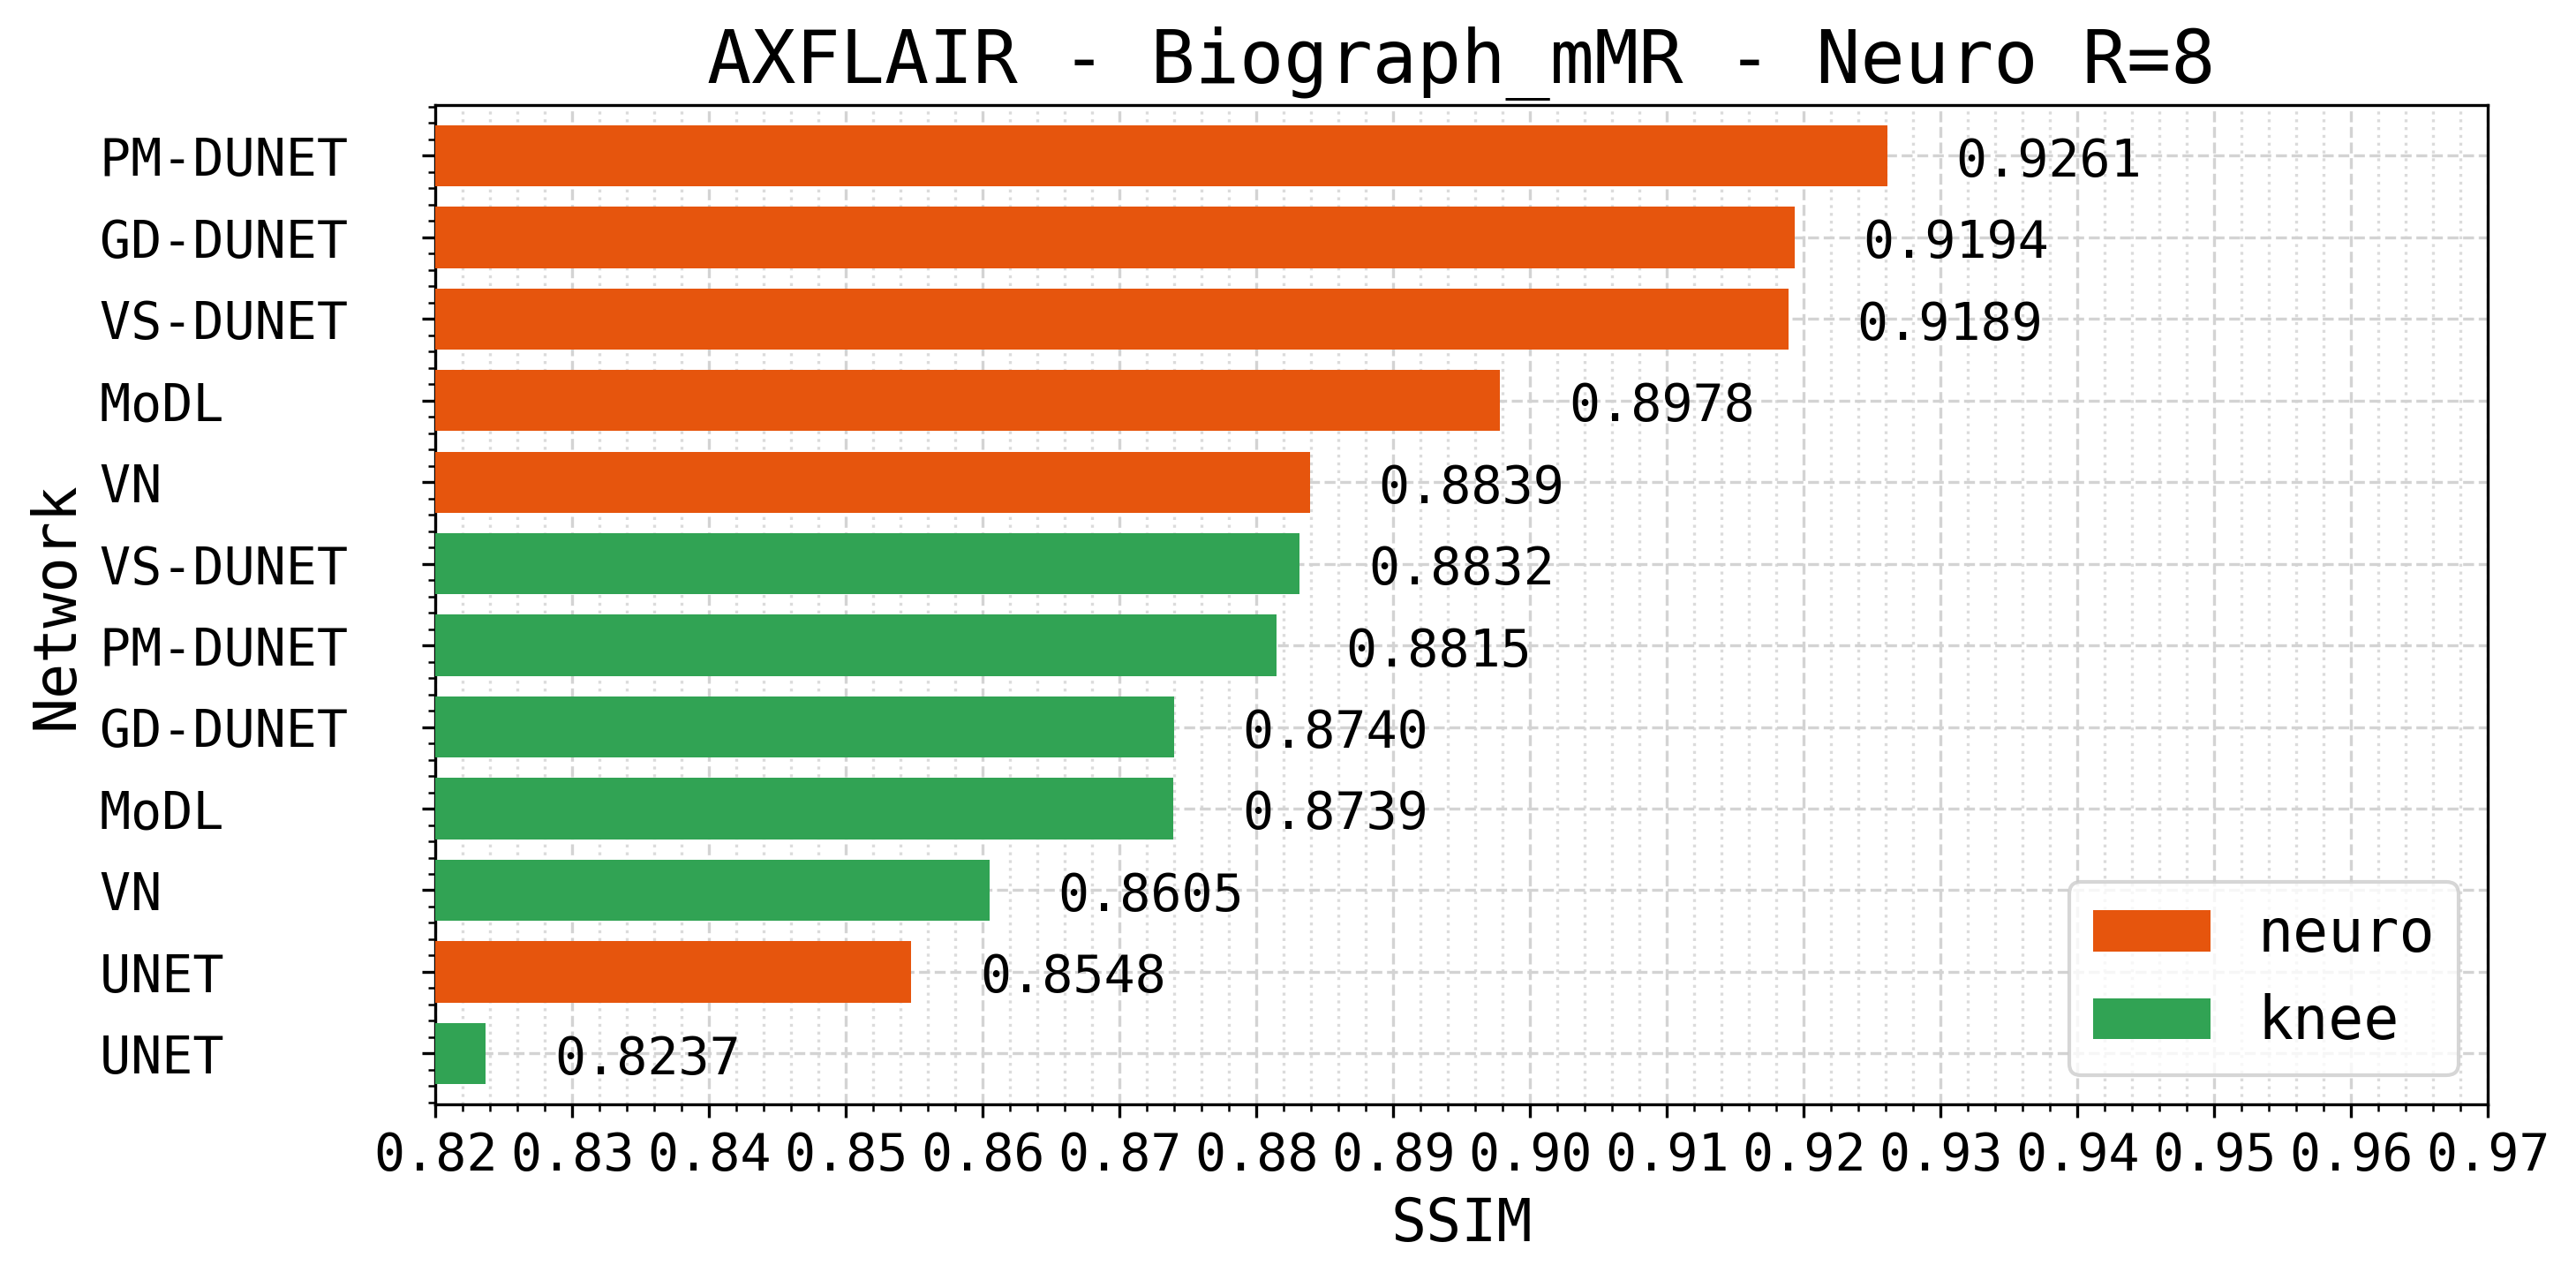 AXFLAIR - Biograph_mMR - Neuro R=8
Network
PM-DUNET 0.9261
GD-DUNET 0.9194
VS-DUNET 0.9189
MoDL 0.8978
VN 0.8839
VS-DUNET 0.8832
PM-DUNET 0.8815
GD-DUNET 0.8740
MoDL 0.8739
VN 0.8605
UNET 0.8548
UNET 0.8237
neuro
knee
0.82 0.83 0.84 0.85 0.86 0.87 0.88 0.89 0.90 0.91 0.92 0.93 0.94 0.95 0.96 0.97
SSIM